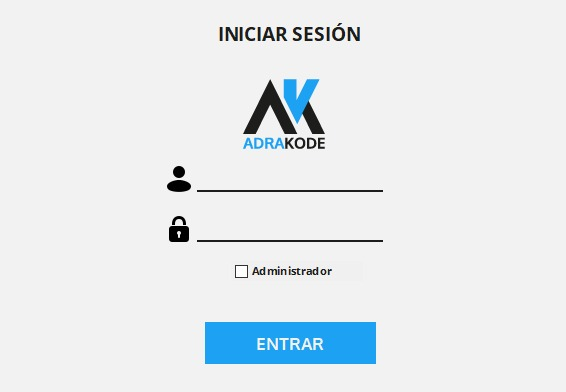 INICIAR SESIÓN
ADRAKODE
Administrador
ENTRAR